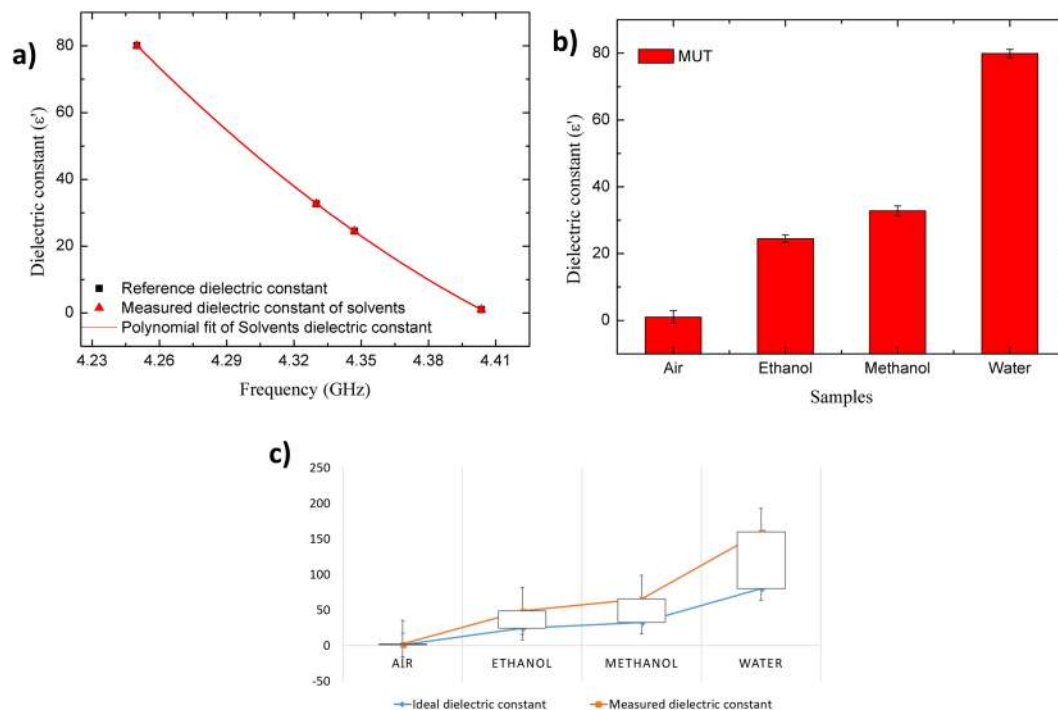 a)
Dielectric constant (ε')
80
60
40
20
0
Reference dielectric constant
Measured dielectric constant of solvents
Polynomial fit of Solvents dielectric constant
4.23 4.26 4.29 4.32 4.35 4.38 4.41
Frequency (GHz)
b)
Dielectric constant (ε')
MUT
80
60
40
20
0
Air Ethanol Methanol Water
Samples
c)
250
200
150
100
50
0
-50
AIR ETHANOL METHANOL WATER
Ideal dielectric constant Measured dielectric constant